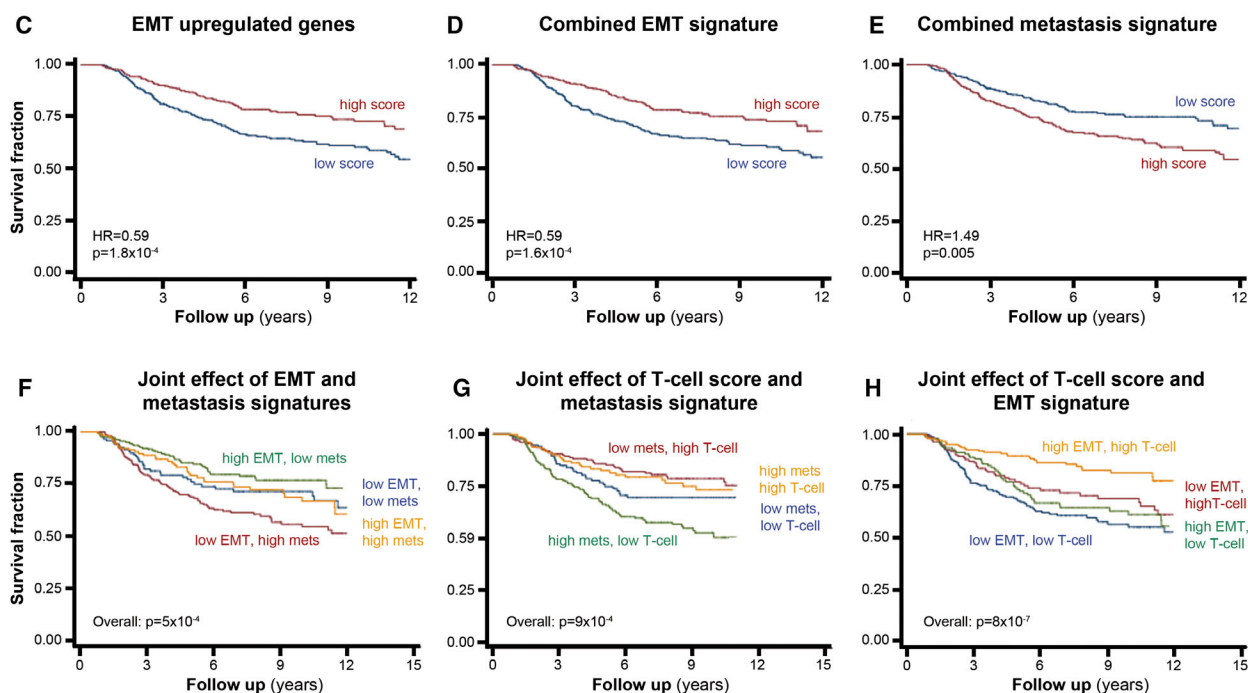 C
EMT upregulated genes
Survival fraction
1.00
0.75
0.50
0.25
0.00
high score
low score
HR=0.59
p=1.8x10-4
0 3 6 9 12
Follow up (years)
D
Combined EMT signature
1.00
0.75
0.50
0.25
0.00
high score
low score
HR=0.59
p=1.6x10-4
0 3 6 9 12
Follow up (years)
E
Combined metastasis signature
1.00
0.75
0.50
0.25
0.00
low score
high score
HR=1.49
p=0.005
0 3 6 9 12
Follow up (years)
F
Joint effect of EMT and
metastasis signatures
Survival fraction
1.00
0.75
0.50
0.25
0.00
high EMT, low mets
low EMT,
low mets
high EMT,
high mets
low EMT, high mets
Overall: p=5x10-4
0 3 6 9 12 15
Follow up (years)
G
Joint effect of T-cell score and
metastasis signature
1.00
0.75
0.59
0.25
0.00
low mets, high T-cell
high mets
high T-cell
low mets,
low T-cell
high mets, low T-cell
Overall: p=9x10-4
0 3 6 9 12 15
Follow up (years)
H
Joint effect of T-cell score and
EMT signature
1.00
0.75
0.50
0.25
0.00
high EMT, high T-cell
low EMT,
highT-cell
high EMT,
low T-cell
low EMT, low T-cell
Overall: p=8x10-7
0 3 6 9 12 15
Follow up (years)